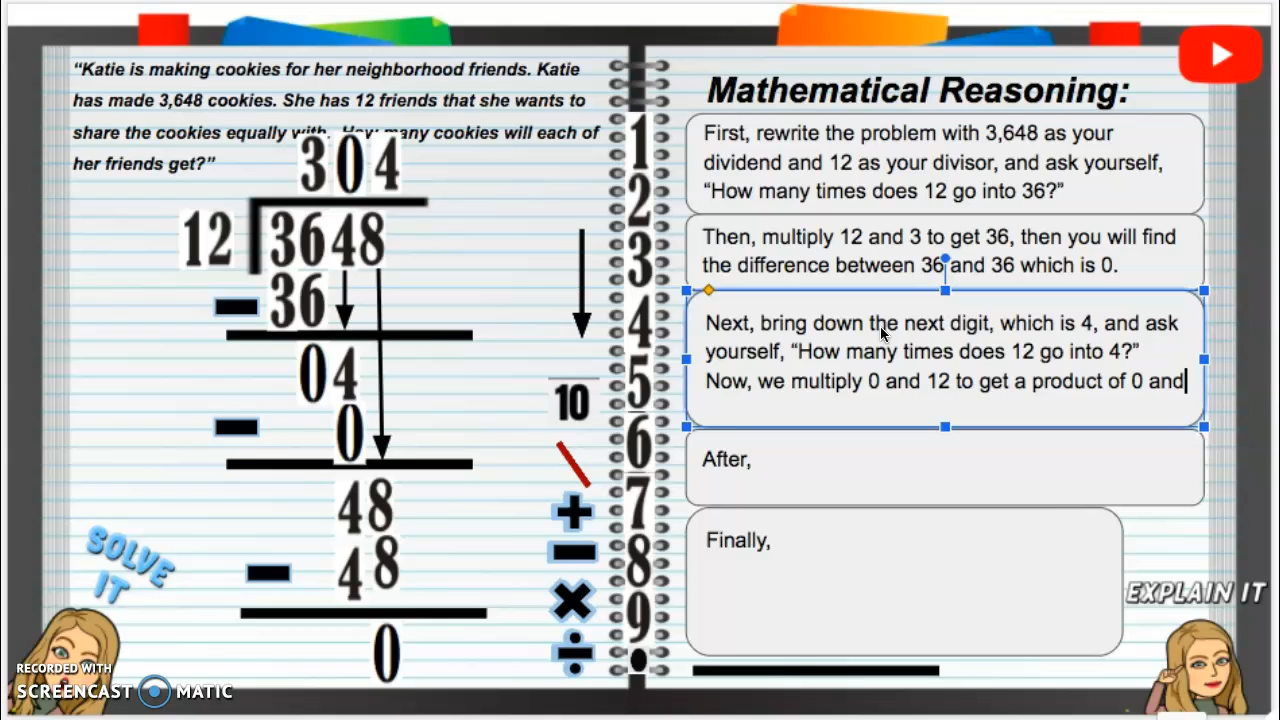 “Katie is making cookies for her neighborhood friends. Katie
has made 3,648 cookies. She has 12 friends that she wants to
share the cookies equally with. How many cookies will each of
her friends get?”
304
12 3648
36
04
0
48
48
0
SOLVE
IT
10
+
×
÷
1
2
3
4
5
6
7
8
9
Mathematical Reasoning:
First, rewrite the problem with 3,648 as your
dividend and 12 as your divisor, and ask yourself,
“How many times does 12 go into 36?”
Then, multiply 12 and 3 to get 36, then you will find
the difference between 36 and 36 which is 0.
Next, bring down the next digit, which is 4, and ask
yourself, “How many times does 12 go into 4?”
Now, we multiply 0 and 12 to get a product of 0 and
After,
Finally,
EXPLAIN IT
RECORDED WITH
SCREENCAST MATIC